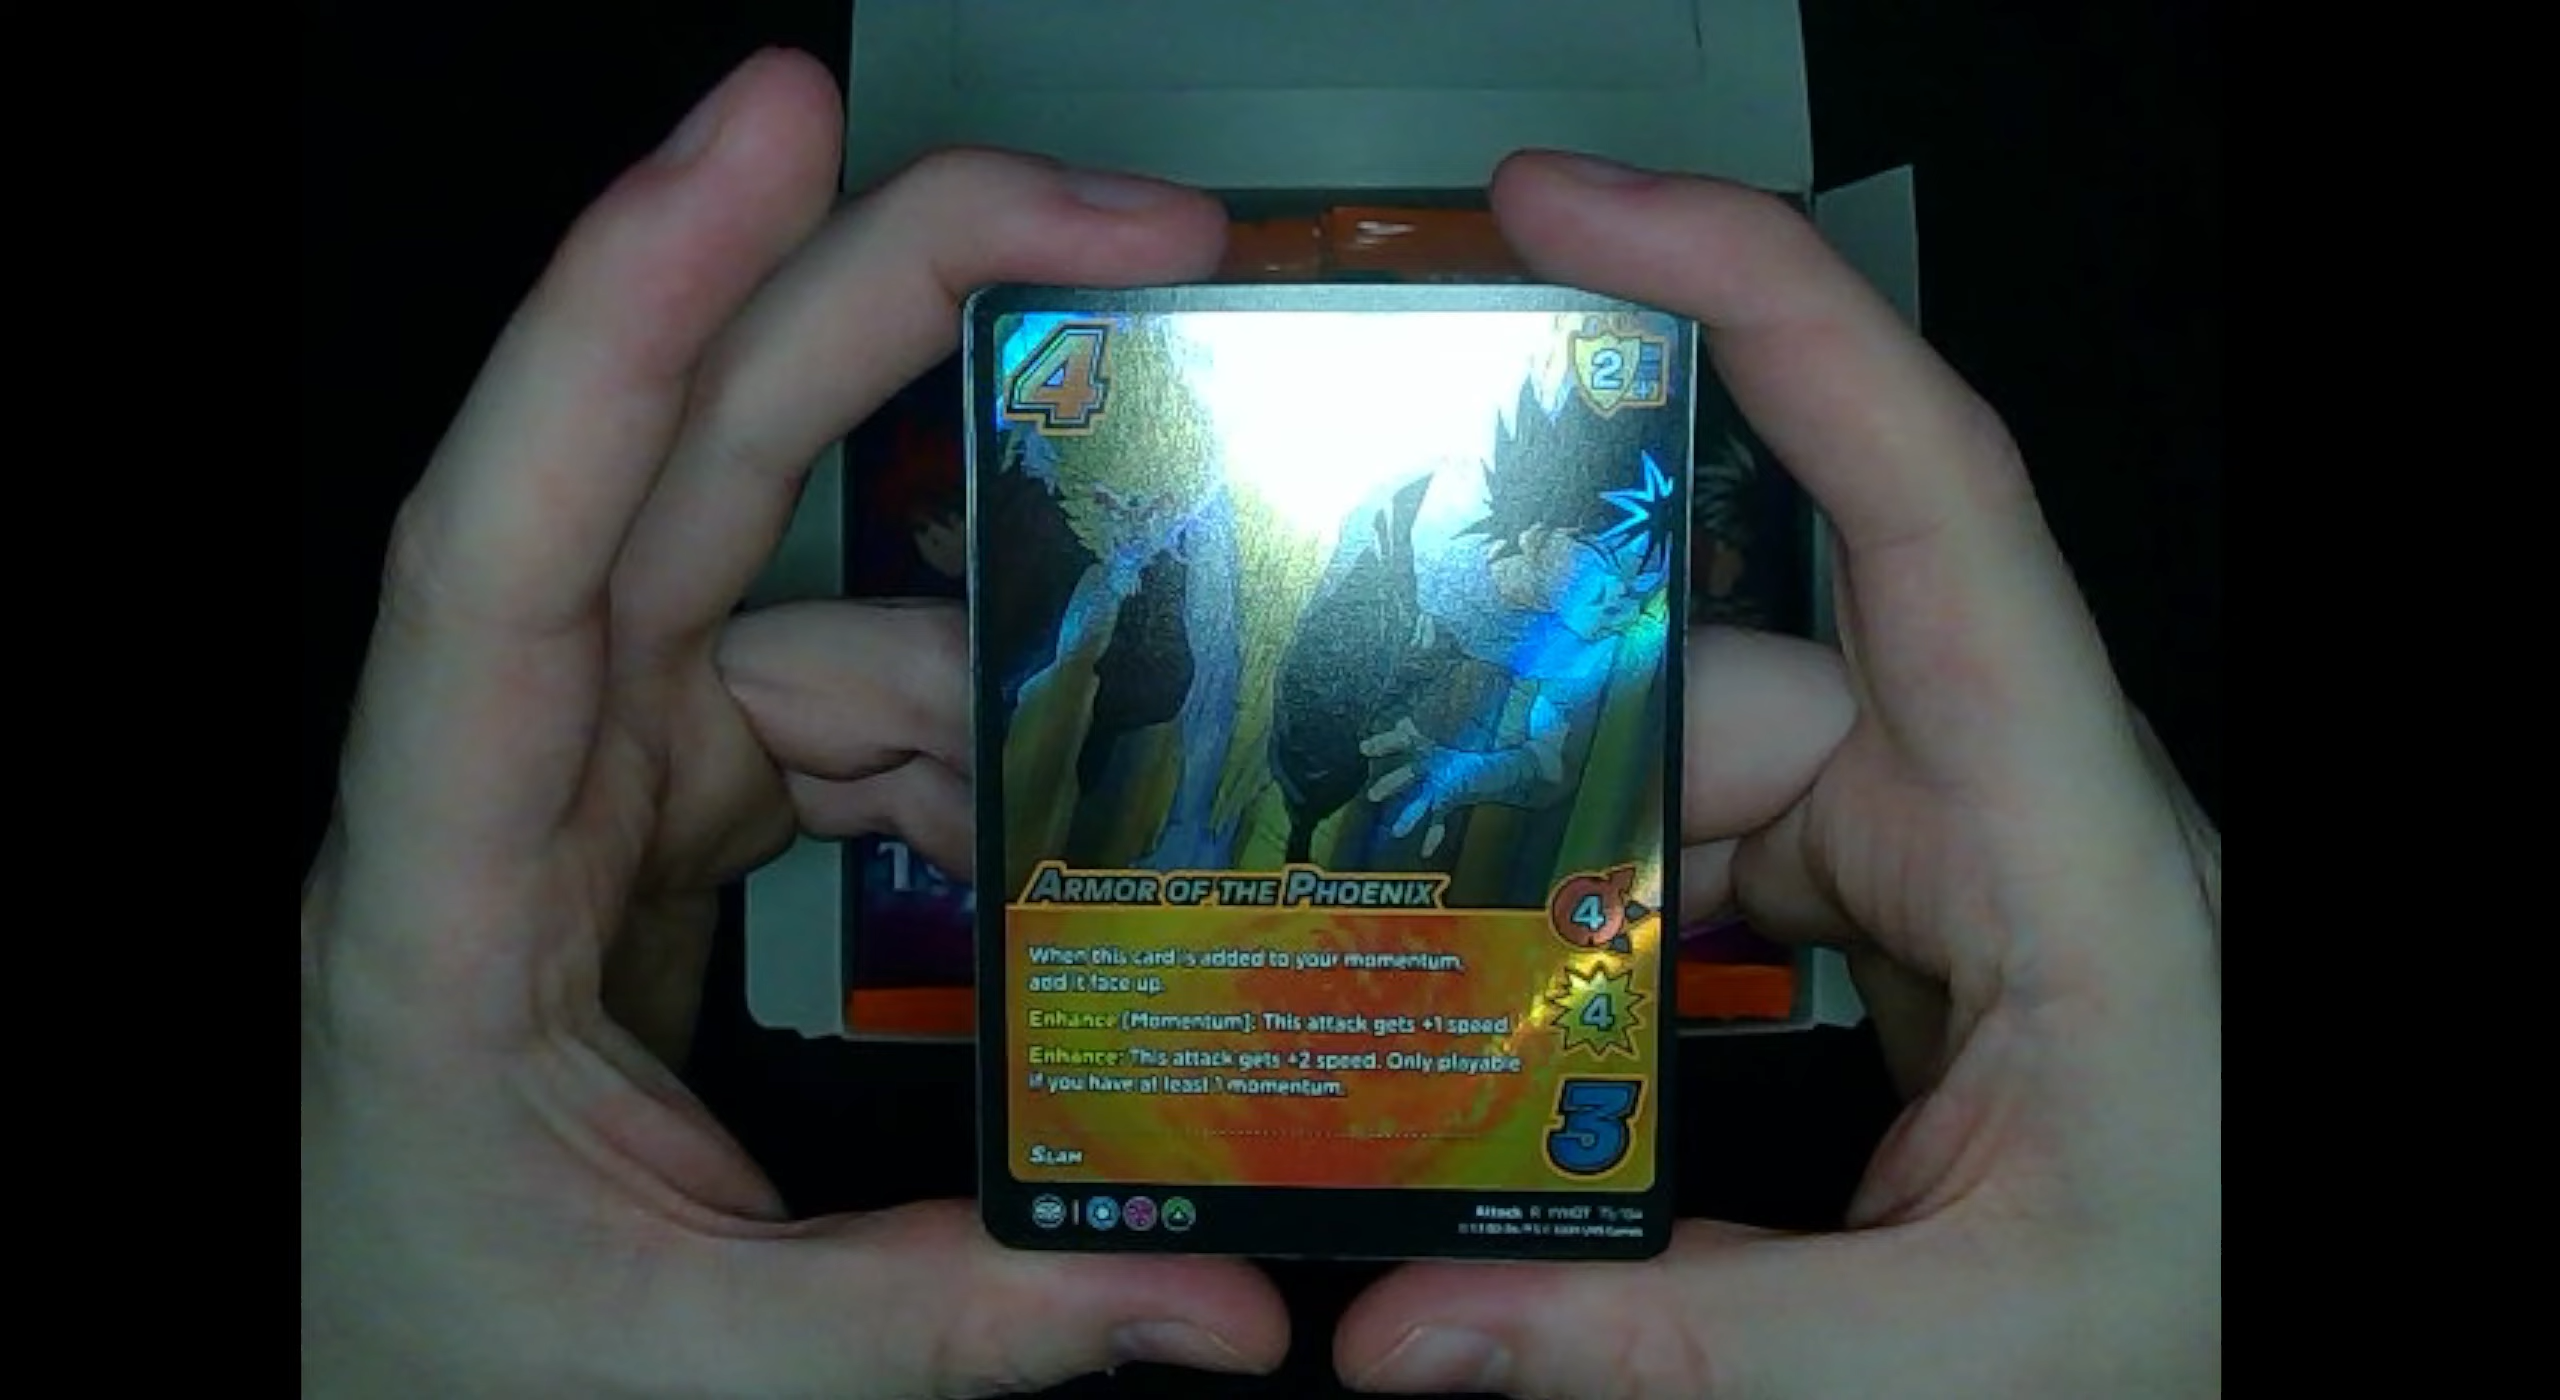 4
2
+1
ARMOR OF THE PHOENIX
4
When this card is added to your momentum,
add it face up.
Enhance [Momentum]: This attack gets +1 speed.
4
Enhance: This attack gets +2 speed. Only playable
if you have at least 1 momentum.
3
SLAM
Attack R